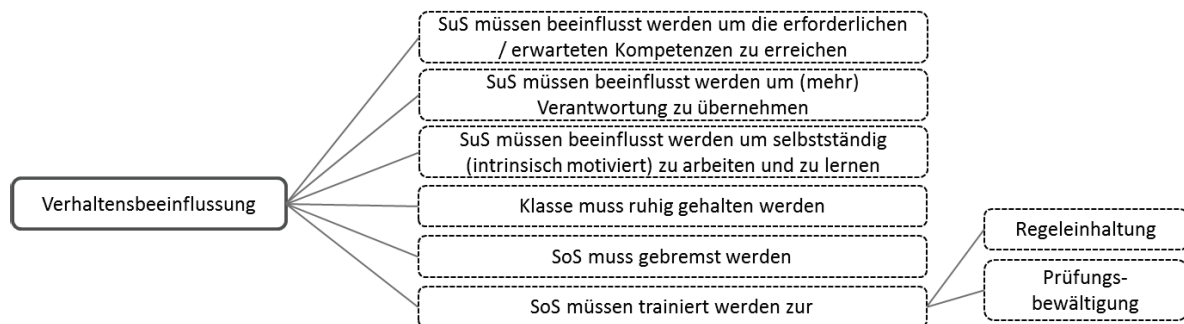 SuS müssen beeinflusst werden um die erforderlichen
/ erwarteten Kompetenzen zu erreichen
SuS müssen beeinflusst werden um (mehr)
Verantwortung zu übernehmen
SuS müssen beeinflusst werden um selbstständig
(intrinsisch motiviert) zu arbeiten und zu lernen
Verhaltensbeeinflussung
Klasse muss ruhig gehalten werden
SoS muss gebremst werden
SoS müssen trainiert werden zur
Regeleinhaltung
Prüfungs-
bewältigung